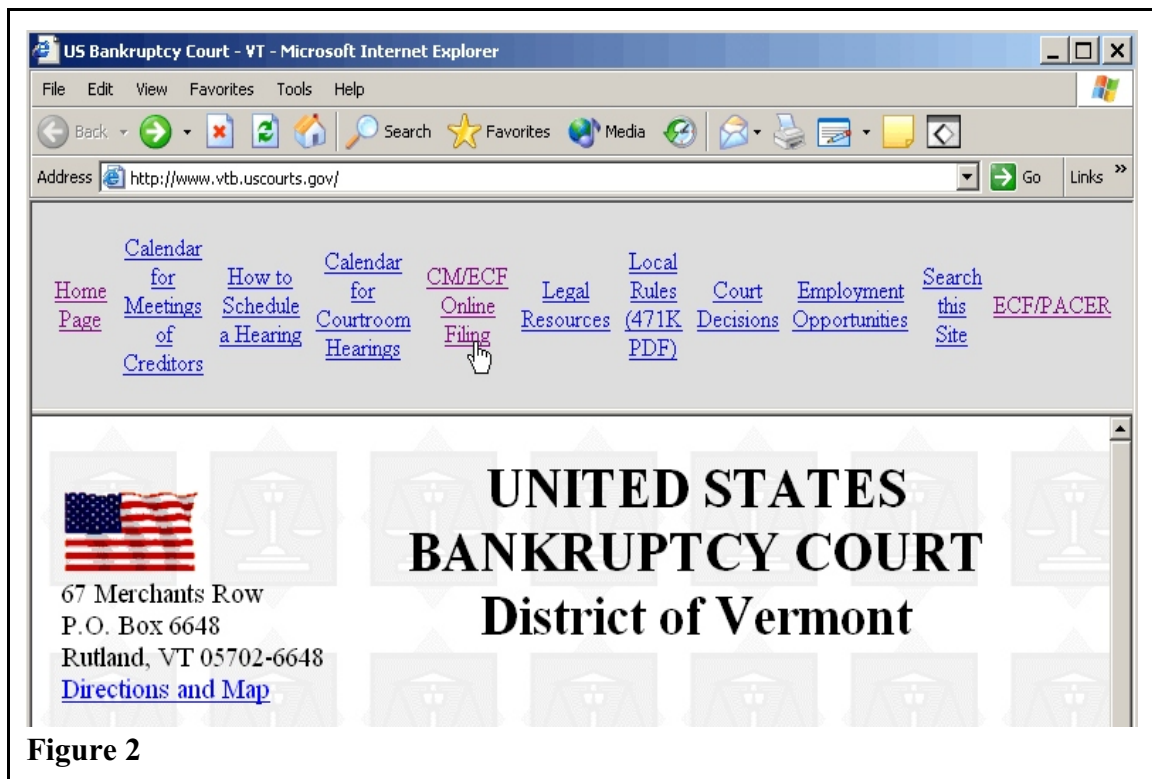 US Bankruptcy Court - VT - Microsoft Internet Explorer
File Edit View Favorites Tools Help
Back Search Favorites Media
Address http://www.vtb.uscourts.gov/ Go Links »
Home
Page
Calendar
for
Meetings
of
Creditors
How to
Schedule
a Hearing
Calendar
for
Courtroom
Hearings
CM/ECF
Online
Filing
Legal
Resources
Local
Rules
(471K
PDF)
Court
Decisions
Employment
Opportunities
Search
this
Site
ECF/PACER
UNITED STATES
BANKRUPTCY COURT
District of Vermont
67 Merchants Row
P.O. Box 6648
Rutland, VT 05702-6648
Directions and Map
Figure 2